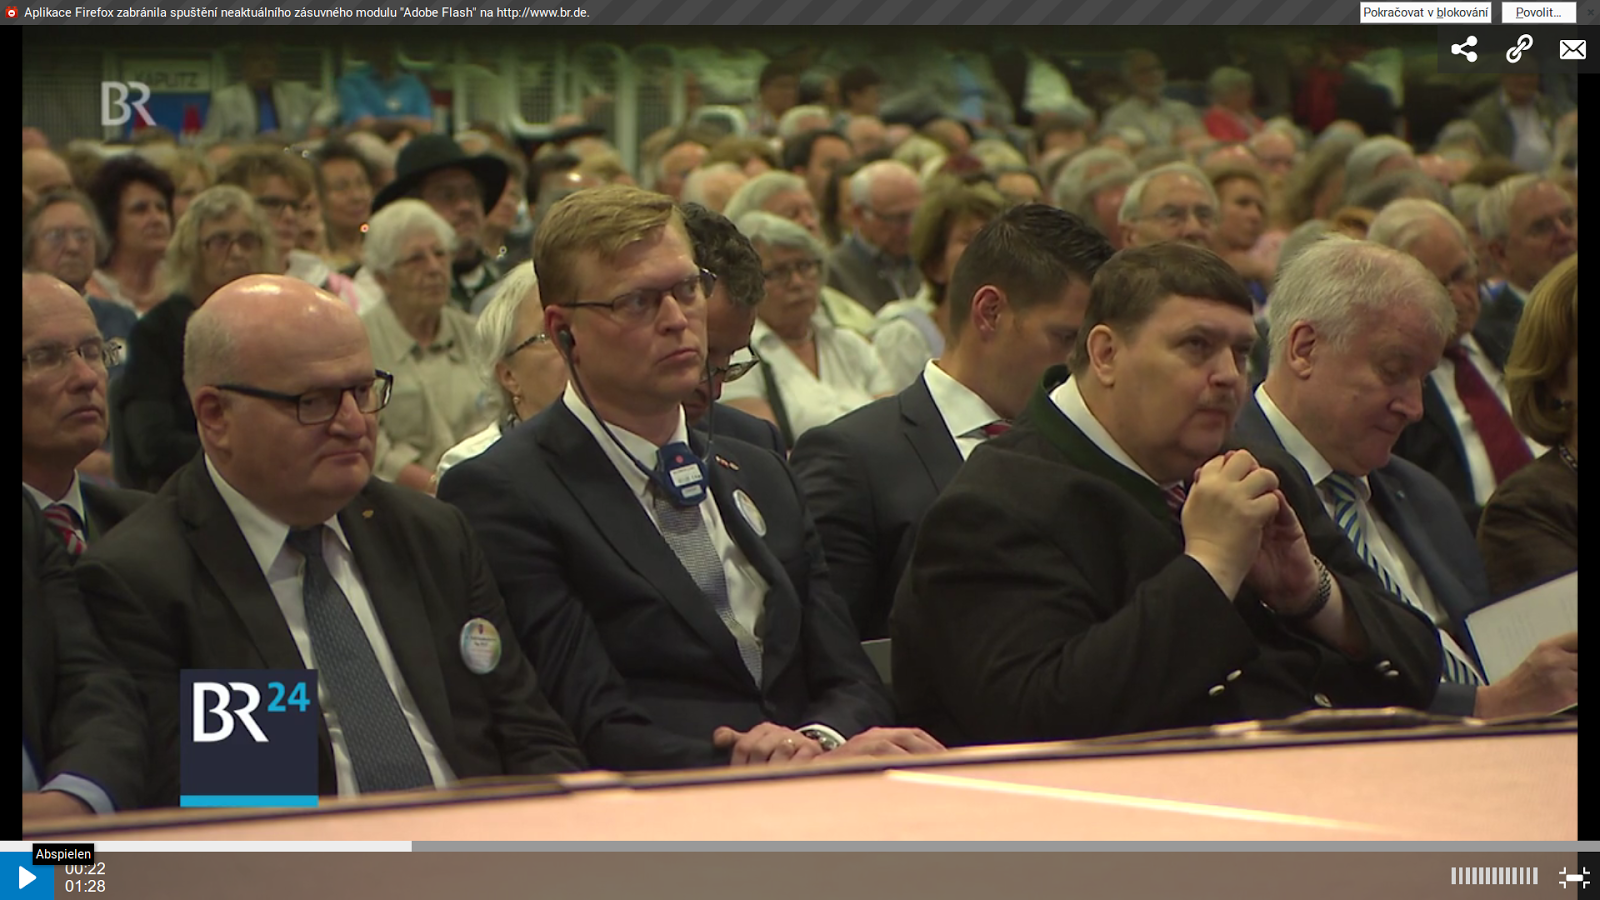 Aplikace Firefox zabránila spuštění neaktuálního zásuvného modulu "Adobe Flash" na http://www.br.de.
Pokračovat v blokování
Povolit...
KAPLITZ
BR
BR24
Abspielen
00:22
01:28